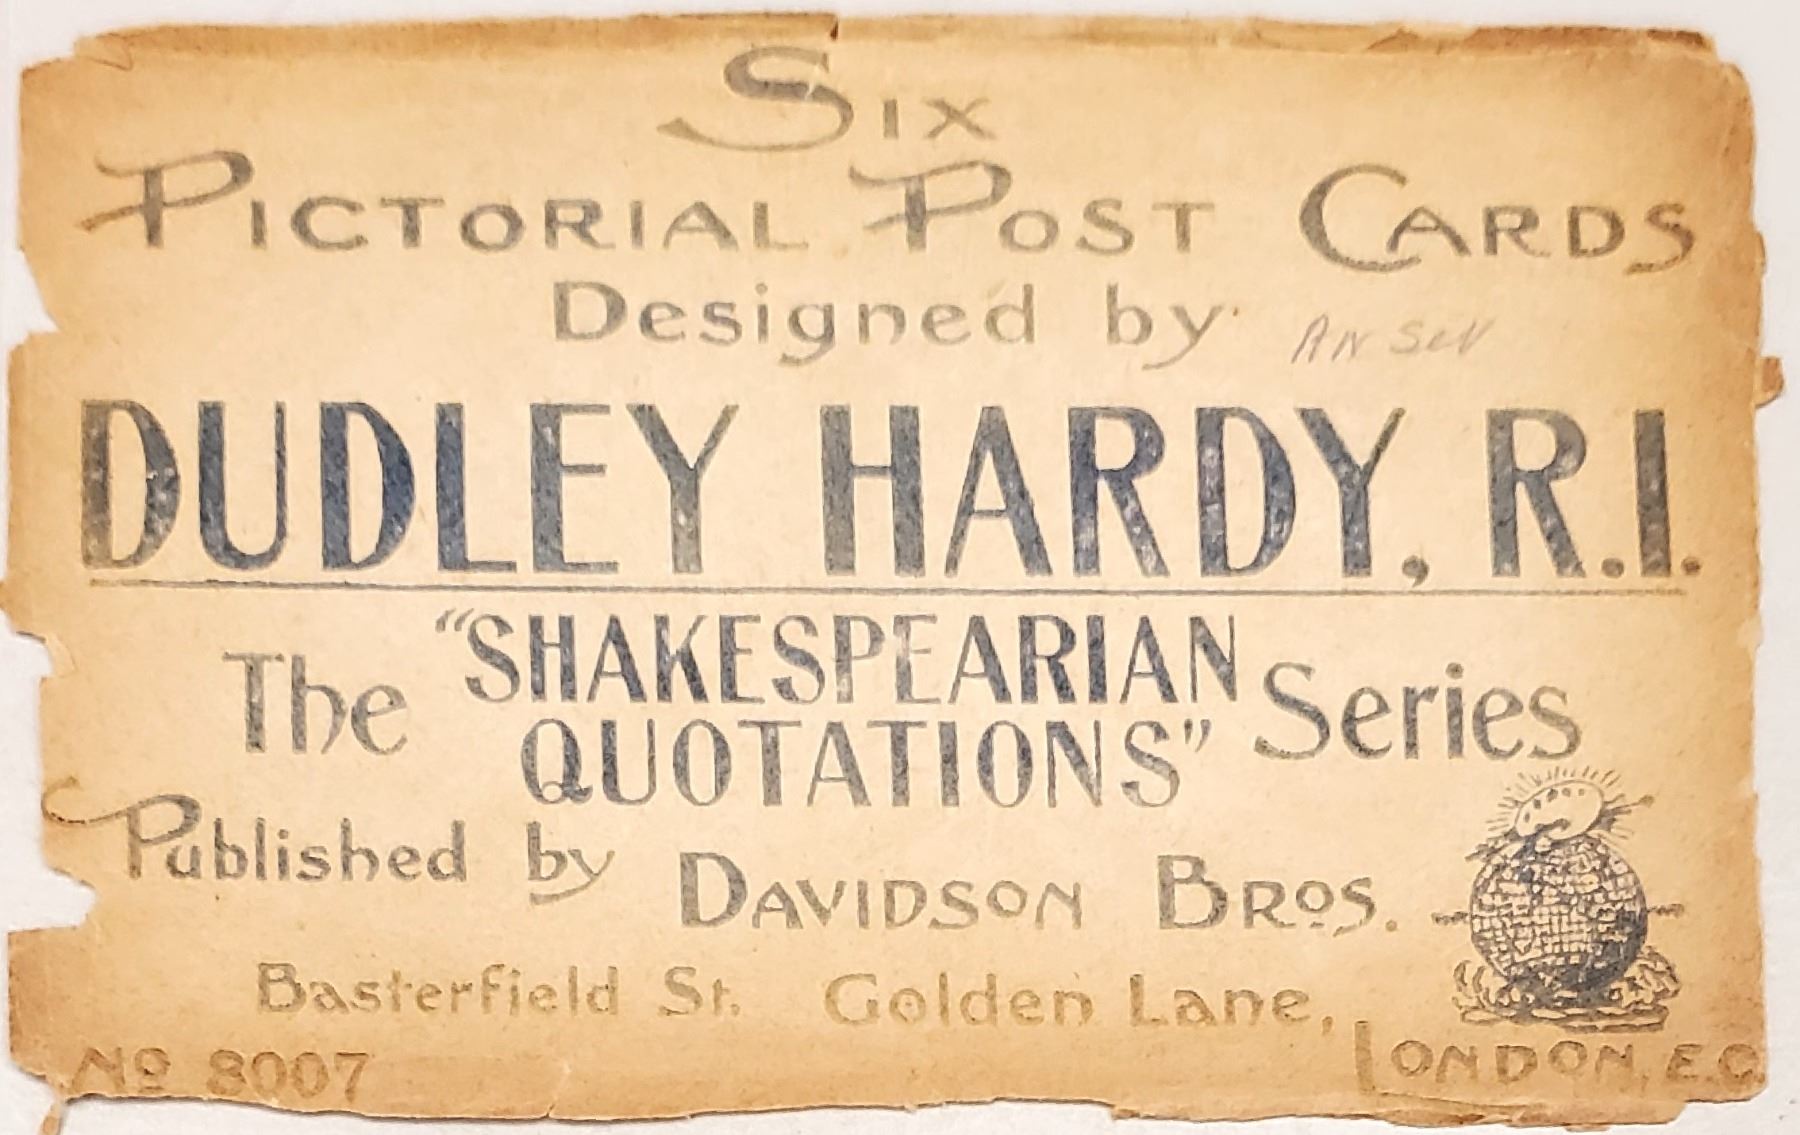 Six
Pictorial Post Cards
Designed by
DUDLEY HARDY, R.I.
The "SHAKESPEARIAN QUOTATIONS" Series
Published by Davidson Bros.
Basterfield St. Golden Lane,
No 8007 London, E.C.